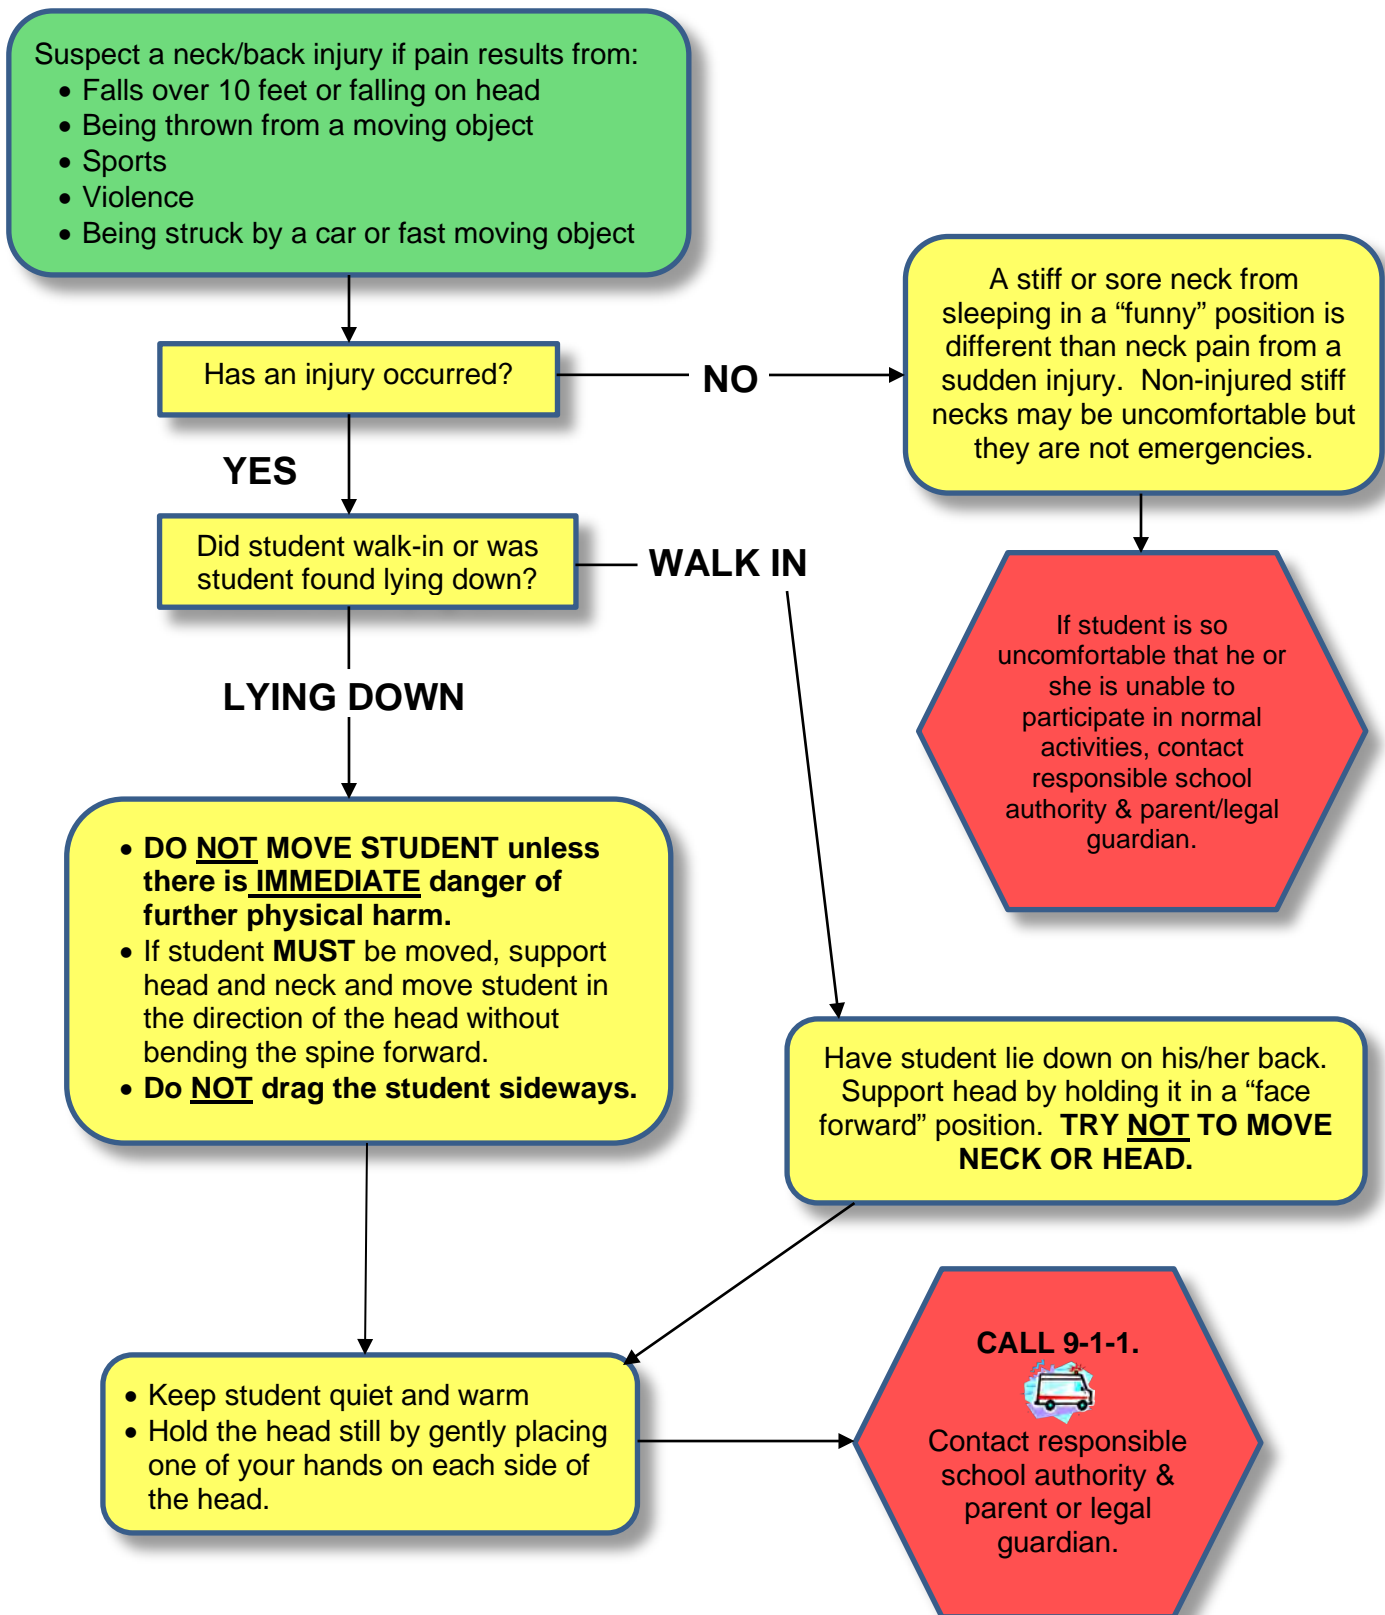 Suspect a neck/back injury if pain results from:
• Falls over 10 feet or falling on head
• Being thrown from a moving object
• Sports
• Violence
• Being struck by a car or fast moving object
Has an injury occurred?
NO
A stiff or sore neck from
sleeping in a “funny” position is
different than neck pain from a
sudden injury.  Non-injured stiff
necks may be uncomfortable but
they are not emergencies.
YES
Did student walk-in or was
student found lying down?
WALK IN
If student is so
uncomfortable that he or
she is unable to
participate in normal
activities, contact
responsible school
authority & parent/legal
guardian.
LYING DOWN
• DO NOT MOVE STUDENT unless
there is IMMEDIATE danger of
further physical harm.
• If student MUST be moved, support
head and neck and move student in
the direction of the head without
bending the spine forward.
• Do NOT drag the student sideways.
Have student lie down on his/her back.
Support head by holding it in a “face
forward” position.  TRY NOT TO MOVE
NECK OR HEAD.
• Keep student quiet and warm
• Hold the head still by gently placing
one of your hands on each side of
the head.
CALL 9-1-1.
Contact responsible
school authority &
parent or legal
guardian.